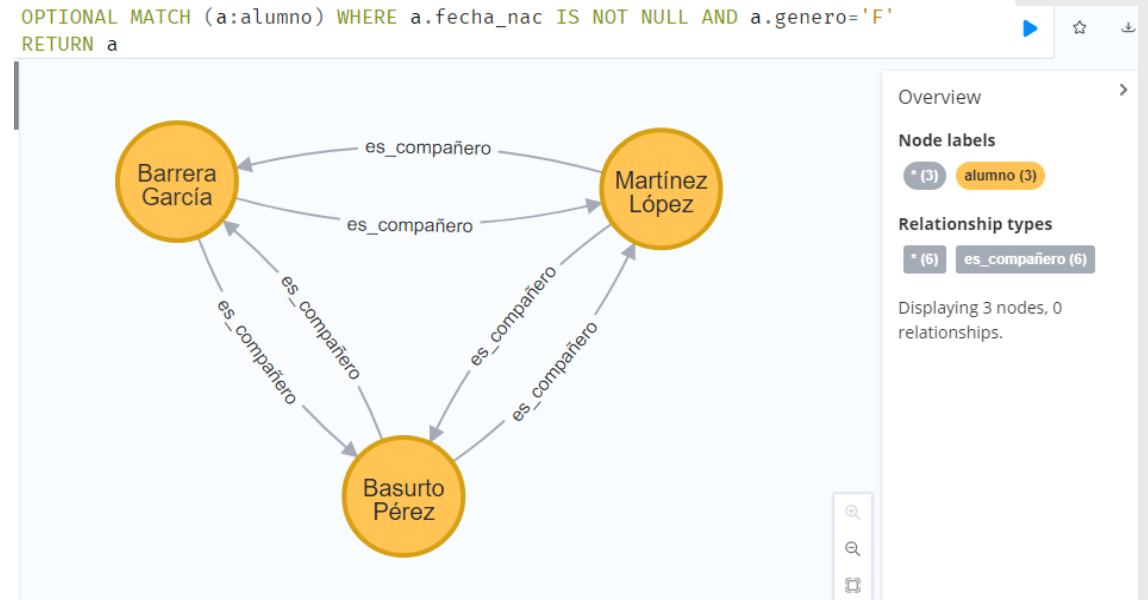 OPTIONAL MATCH (a:alumno) WHERE a.fecha_nac IS NOT NULL AND a.genero='F'
RETURN a
Overview
Node labels
* (3) alumno (3)
Relationship types
* (6) es_compañero (6)
Displaying 3 nodes, 0
relationships.
Barrera
García
es_compañero
Martínez
López
es_compañero
es_compañero
es_compañero
es_compañero
es_compañero
Basurto
Pérez